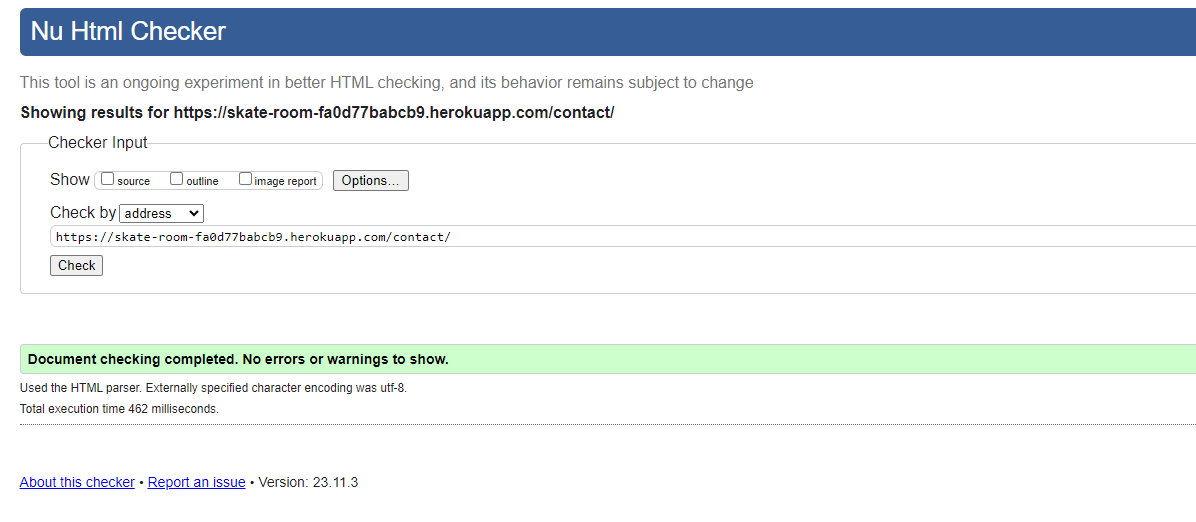 Nu Html Checker
This tool is an ongoing experiment in better HTML checking, and its behavior remains subject to change
Showing results for https://skate-room-fa0d77babcb9.herokuapp.com/contact/
Checker Input
Show source outline image report Options...
Check by address
https://skate-room-fa0d77babcb9.herokuapp.com/contact/
Check
Document checking completed. No errors or warnings to show.
Used the HTML parser. Externally specified character encoding was utf-8.
Total execution time 462 milliseconds.
About this checker • Report an issue • Version: 23.11.3